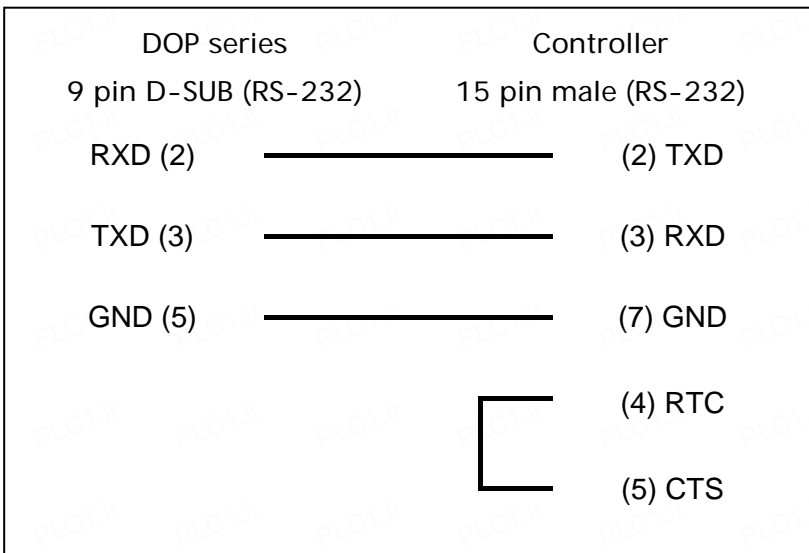 DOP series Controller
9 pin D-SUB (RS-232) 15 pin male (RS-232)
RXD (2) (2) TXD
TXD (3) (3) RXD
GND (5) (7) GND
(4) RTC
(5) CTS